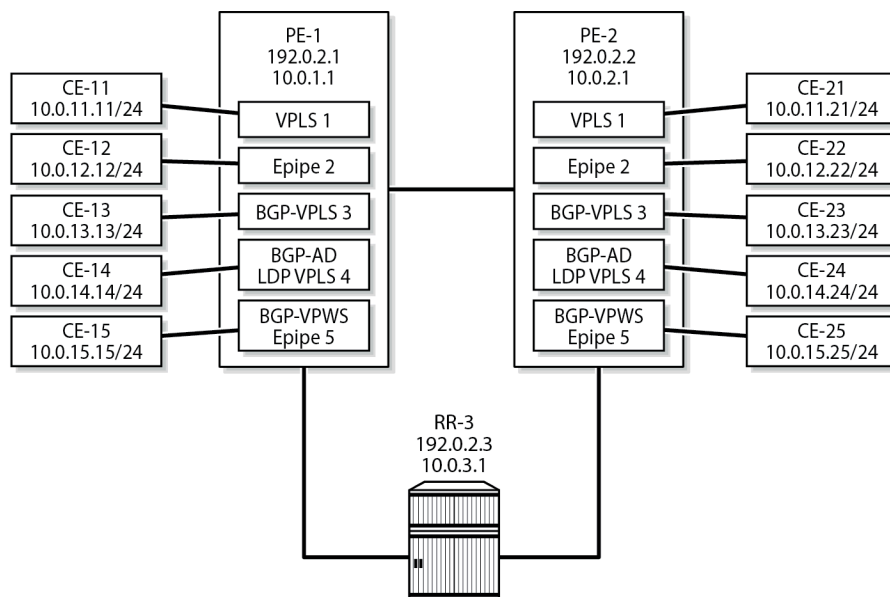 PE-1
192.0.2.1
10.0.1.1
CE-11
10.0.11.11/24
CE-12
10.0.12.12/24
CE-13
10.0.13.13/24
CE-14
10.0.14.14/24
CE-15
10.0.15.15/24
VPLS 1
Epipe 2
BGP-VPLS 3
BGP-AD
LDP VPLS 4
BGP-VPWS
Epipe 5
PE-2
192.0.2.2
10.0.2.1
VPLS 1
Epipe 2
BGP-VPLS 3
BGP-AD
LDP VPLS 4
BGP-VPWS
Epipe 5
CE-21
10.0.11.21/24
CE-22
10.0.12.22/24
CE-23
10.0.13.23/24
CE-24
10.0.14.24/24
CE-25
10.0.15.25/24
RR-3
192.0.2.3
10.0.3.1